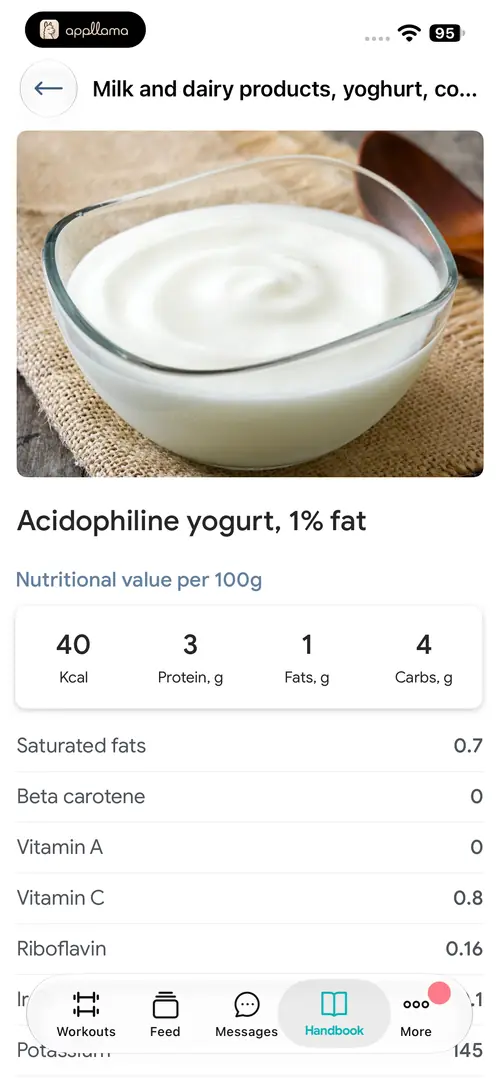 appllama
95
Milk and dairy products, yoghurt, co...
Acidophiline yogurt, 1% fat
Nutritional value per 100g
40 3 1 4
Kcal Protein, g Fats, g Carbs, g
Saturated fats 0.7
Beta carotene 0
Vitamin A 0
Vitamin C 0.8
Riboflavin 0.16
Workouts Feed Messages Handbook More
Potassium 145